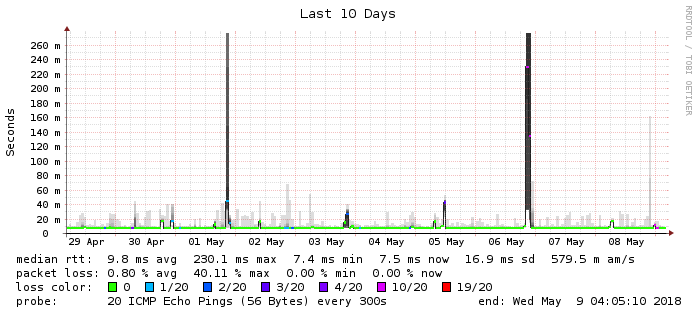 Last 10 Days
RRDTOOL / TOBI OETIKER
Seconds
260 m
240 m
220 m
200 m
180 m
160 m
140 m
120 m
100 m
80 m
60 m
40 m
20 m
0
29 Apr 30 Apr 01 May 02 May 03 May 04 May 05 May 06 May 07 May 08 May
median rtt: 9.8 ms avg 230.1 ms max 7.4 ms min 7.5 ms now 16.9 ms sd 579.5 m am/s
packet loss: 0.80 % avg 40.11 % max 0.00 % min 0.00 % now
loss color: 0 1/20 2/20 3/20 4/20 10/20 19/20
probe: 20 ICMP Echo Pings (56 Bytes) every 300s end: Wed May 9 04:05:10 2018